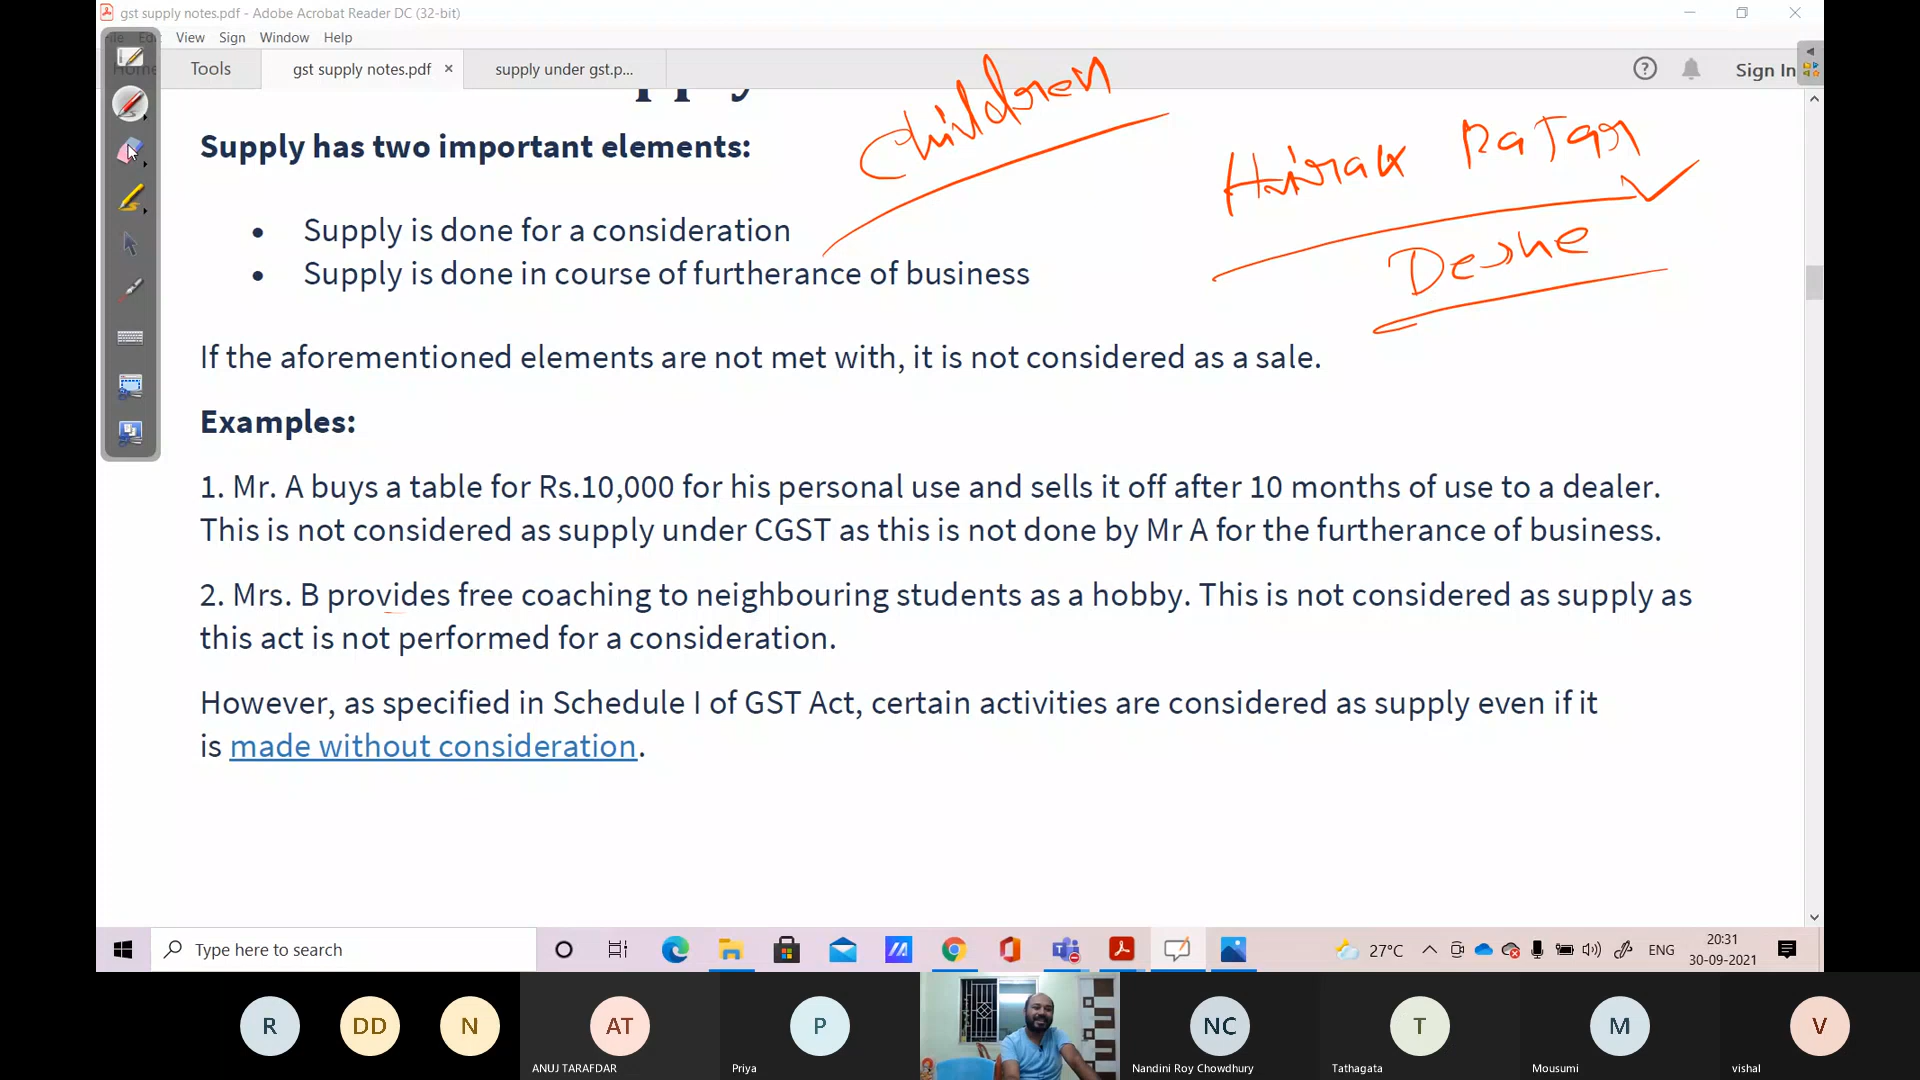 gst supply notes.pdf - Adobe Acrobat Reader DC (32-bit)
View Sign Window Help
Tools gst supply notes.pdf × supply under gst.p... Sign In
Children
Supply has two important elements:
Hirak RaJar
• Supply is done for a consideration
Deshe
• Supply is done in course of furtherance of business
If the aforementioned elements are not met with, it is not considered as a sale.
Examples:
1. Mr. A buys a table for Rs.10,000 for his personal use and sells it off after 10 months of use to a dealer.
This is not considered as supply under CGST as this is not done by Mr A for the furtherance of business.
2. Mrs. B provides free coaching to neighbouring students as a hobby. This is not considered as supply as
this act is not performed for a consideration.
However, as specified in Schedule I of GST Act, certain activities are considered as supply even if it
is made without consideration.
Type here to search 27°C ENG 20:31
30-09-2021
R DD N AT P NC T M V
ANUJ TARAFDAR Priya Nandini Roy Chowdhury Tathagata Mousumi vishal